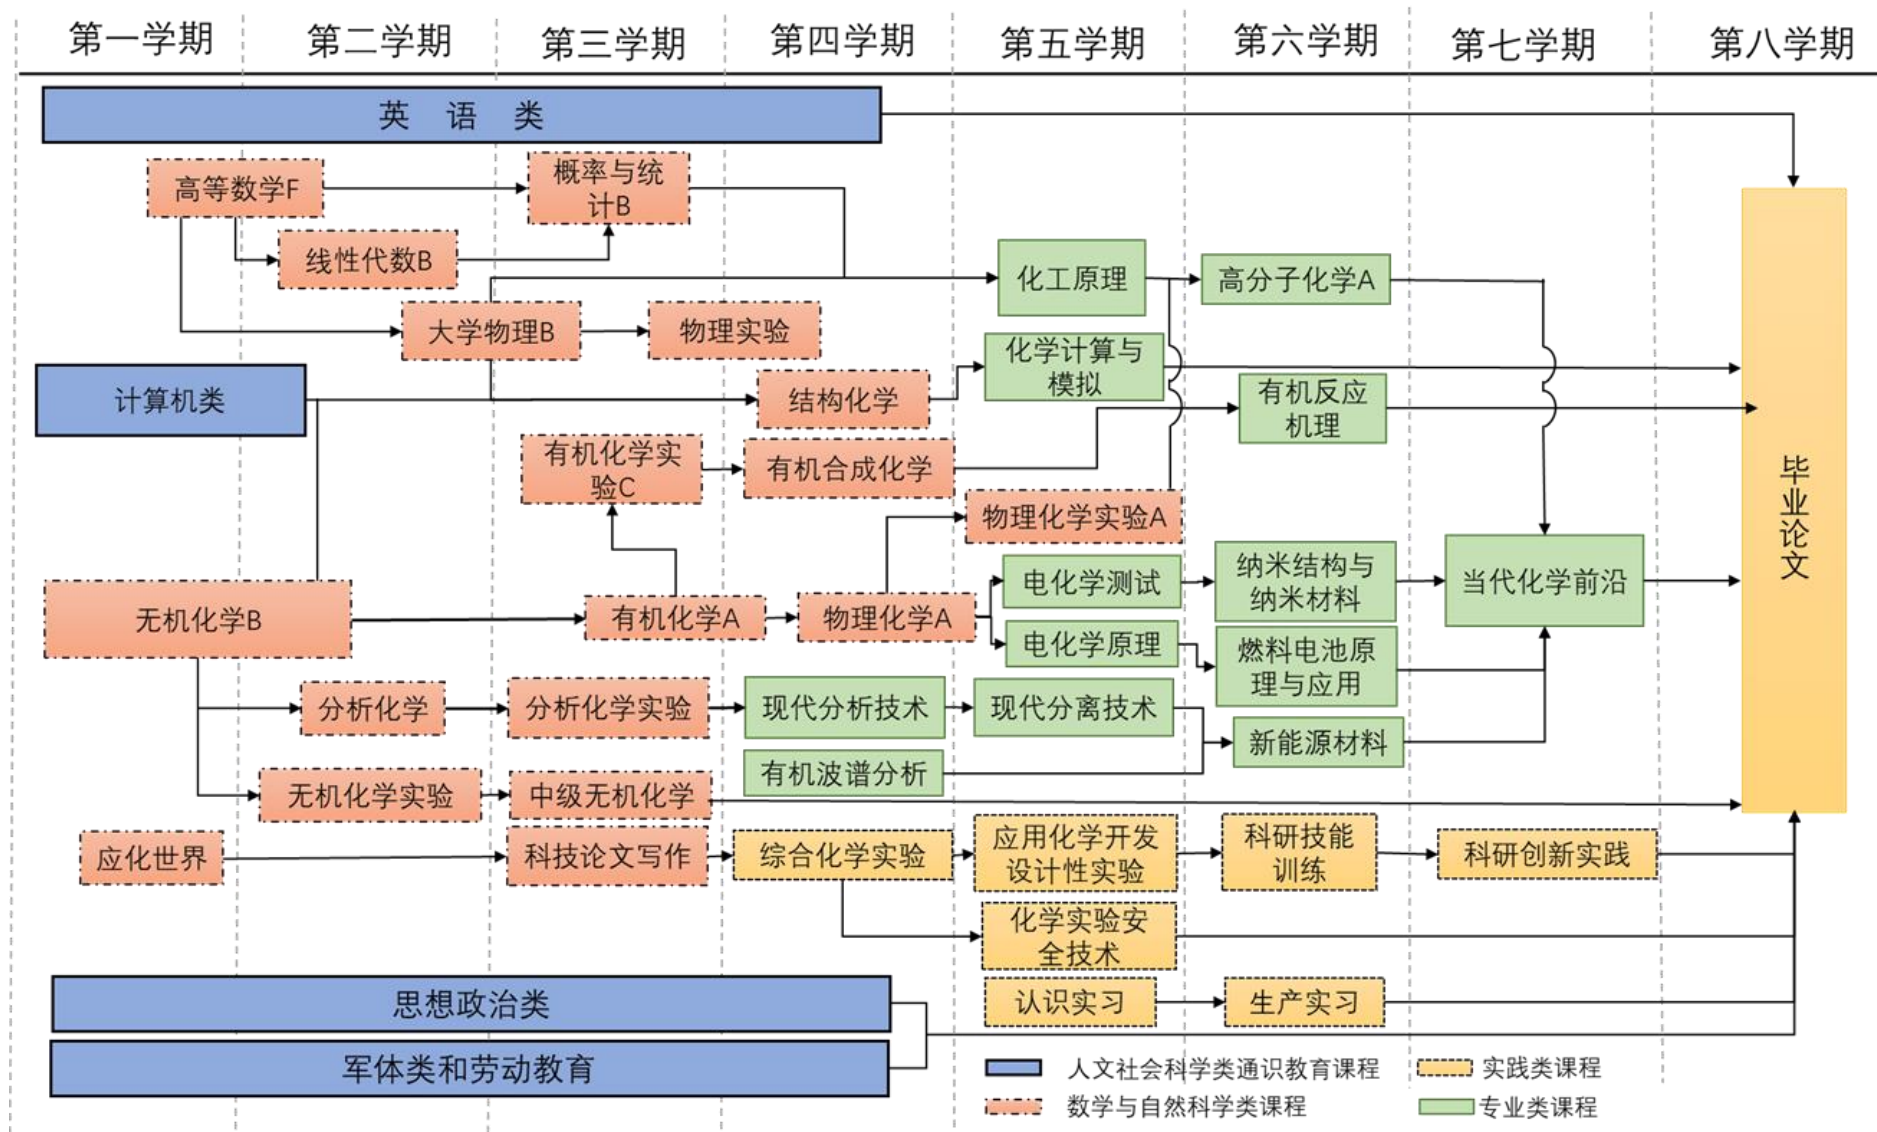 第一学期
第二学期
第三学期
第四学期
第五学期
第六学期
第七学期
第八学期
英 语 类
高等数学F
概率与统
计B
线性代数B
化工原理
高分子化学A
大学物理B
物理实验
化学计算与
模拟
计算机类
结构化学
有机反应
机理
有机化学实
验C
有机合成化学
物理化学实验A
毕业论文
无机化学B
有机化学A
物理化学A
电化学测试
纳米结构与
纳米材料
当代化学前沿
电化学原理
燃料电池原
理与应用
分析化学
分析化学实验
现代分析技术
现代分离技术
新能源材料
有机波谱分析
无机化学实验
中级无机化学
应化世界
科技论文写作
综合化学实验
应用化学开发
设计性实验
科研技能
训练
科研创新实践
化学实验安
全技术
思想政治类
认识实习
生产实习
军体类和劳动教育
人文社会科学类通识教育课程
实践类课程
数学与自然科学类课程
专业类课程